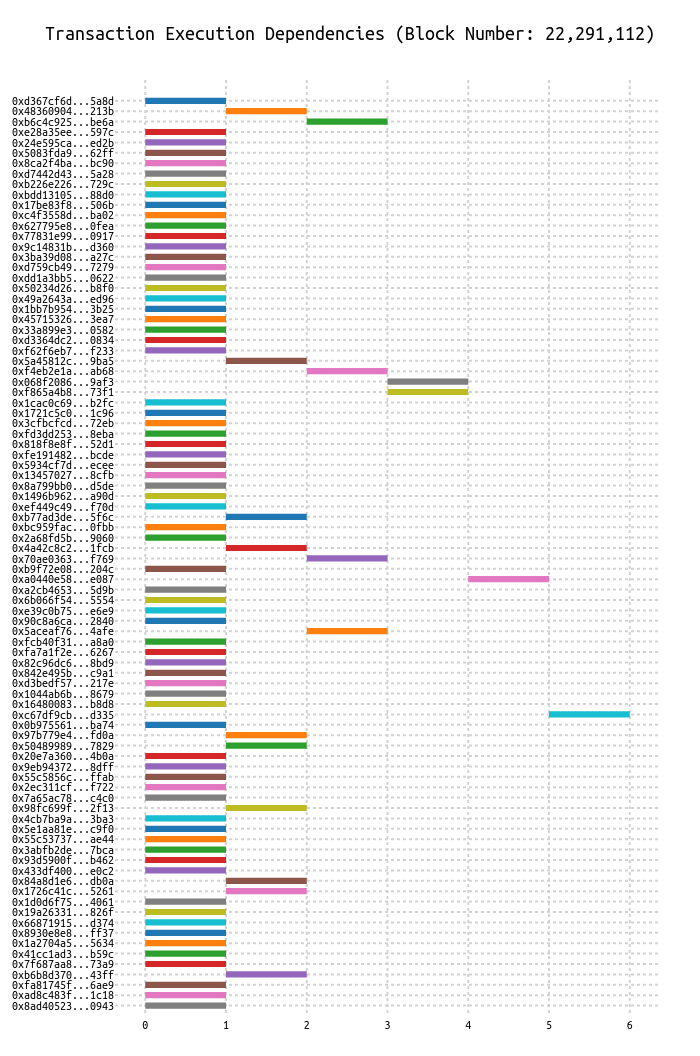 Transaction Execution Dependencies (Block Number: 22,291,112)
0xd367cf6d...5a8d
0x48360904...213b
0xb6c4c925...be6a
0xe28a35ee...597c
0x24e595ca...ed2b
0x5083fda9...62ff
0x8ca2f4ba...bc90
0xd7442d43...5a28
0xb226e226...729c
0xbdd13105...88d0
0x17be83f8...506b
0xc4f3558d...ba02
0x627795e8...0fea
0x77831e99...0917
0x9c14831b...d360
0x3ba39d08...a27c
0xd759cb49...7279
0xdd1a3bb5...0622
0x50234d26...b8f0
0x49a2643a...ed96
0x1bb7b954...3b25
0x45715326...3ea7
0x33a899e3...0582
0xd3364dc2...0834
0xf62f6eb7...f233
0x5a45812c...9ba5
0xf4eb2e1a...ab68
0x068f2086...9af3
0xf865a4b8...73f1
0x1cac0c69...b2fc
0x1721c5c0...1c96
0x3cfbcfcd...72eb
0xfd3dd253...8eba
0x818f8e8f...52d1
0xfe191482...bcde
0x5934cf7d...ecee
0x13457027...8cfb
0x8a799bb0...d5de
0x1496b962...a90d
0xef449c49...f70d
0xb77ad3de...5f6c
0xbc959fac...0fbb
0x2a68fd5b...9060
0x4a42c8c2...1fcb
0x70ae0363...f769
0xb9f72e08...204c
0xa0440e58...e087
0xa2cb4653...5d9b
0x6b066f54...5554
0xe39c0b75...e6e9
0x90c8a6ca...2840
0x5aceaf76...4afe
0xfcb40f31...a8a0
0xfa7a1f2e...6267
0x82c96dc6...8bd9
0x842e495b...c9a1
0xd3bedf57...217e
0x1044ab6b...8679
0x16480083...b8d8
0xc67df9cb...d335
0x0b975561...ba74
0x97b779e4...fd0a
0x50489989...7829
0x20e7a360...4b0a
0x9eb94372...8dff
0x55c5856c...ffab
0x2ec311cf...f722
0x7a65ac78...c4c0
0x98fc699f...2f13
0x4cb7ba9a...3ba3
0x5e1aa81e...c9f0
0x55c53737...ae44
0x3abfb2de...7bca
0x93d5900f...b462
0x433df400...e0c2
0x84a8d1e6...db0a
0x1726c41c...5261
0x1d0d6f75...4061
0x19a26331...826f
0x66871915...d374
0x8930e8e8...ff37
0x1a2704a5...5634
0x41cc1ad3...b59c
0x7f687aa8...73a9
0xb6b8d370...43ff
0xfa81745f...6ae9
0xad8c483f...1c18
0x8ad40523...0943
0 1 2 3 4 5 6